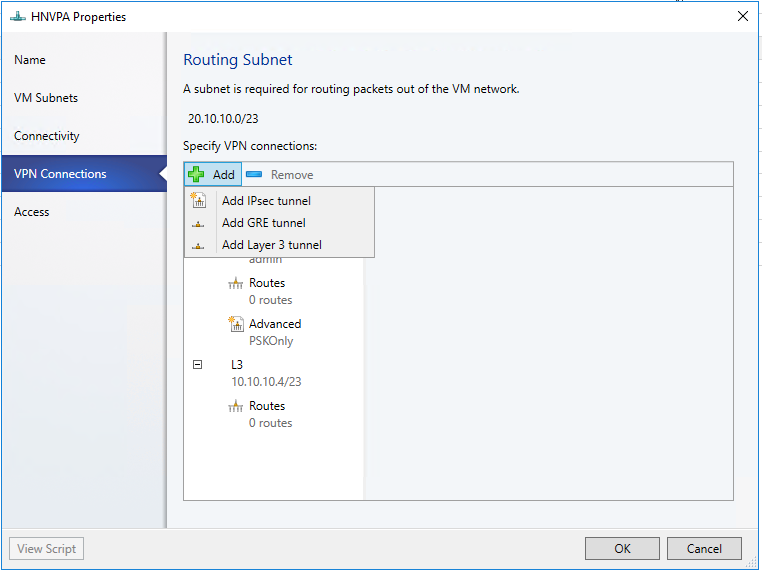 HNVPA Properties
Name
VM Subnets
Connectivity
VPN Connections
Access
Routing Subnet
A subnet is required for routing packets out of the VM network.
20.10.10.0/23
Specify VPN connections:
Add
Remove
Add IPsec tunnel
Add GRE tunnel
Add Layer 3 tunnel
admin
Routes
0 routes
Advanced
PSKOnly
L3
10.10.10.4/23
Routes
0 routes
View Script
OK
Cancel